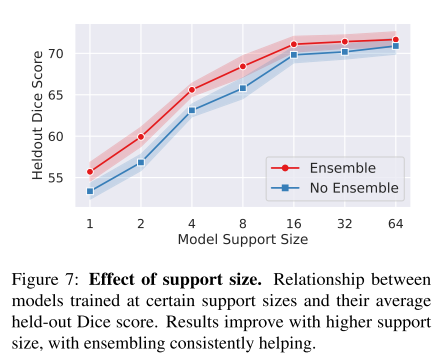 Heldout Dice Score
70
65
60
55
Ensemble
No Ensemble
1 2 4 8 16 32 64
Model Support Size
Figure 7: Effect of support size. Relationship between
models trained at certain support sizes and their average
held-out Dice score. Results improve with higher support
size, with ensembling consistently helping.